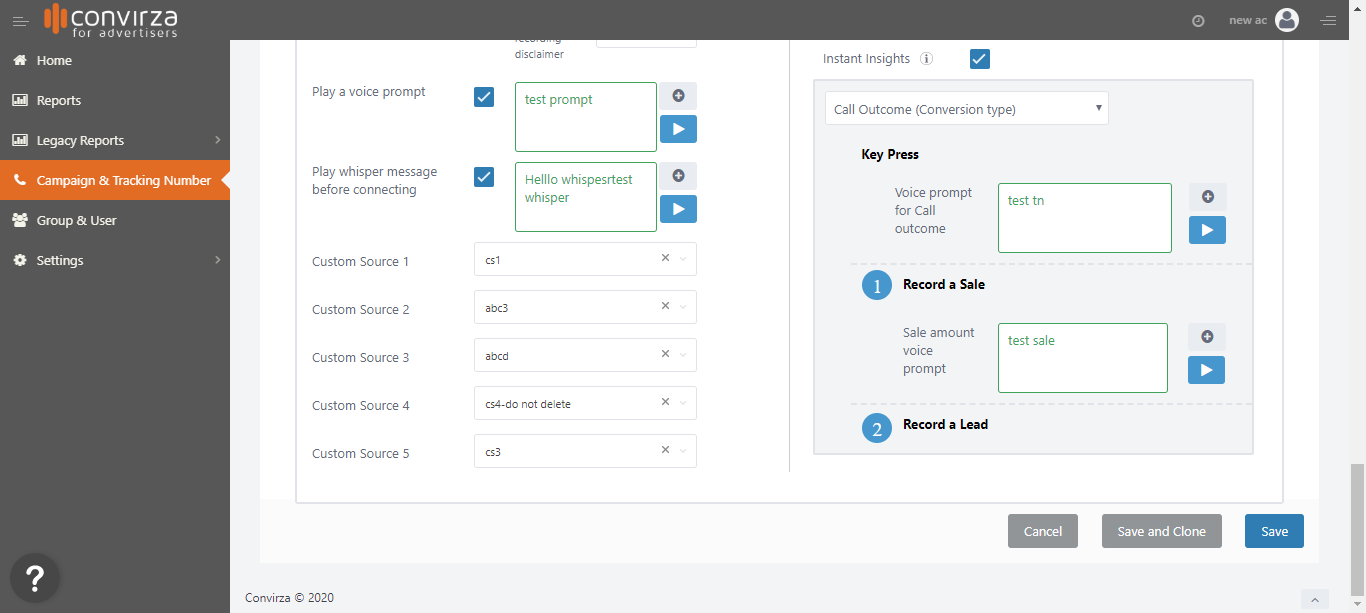 convirza
for advertisers
new ac
Home
Reports
Legacy Reports
Campaign & Tracking Number
Group & User
Settings
?
recording
disclaimer
Play a voice prompt
test prompt
Play whisper message
before connecting
Helllo whispesrtest
whisper
Custom Source 1
cs1
Custom Source 2
abc3
Custom Source 3
abcd
Custom Source 4
cs4-do not delete
Custom Source 5
cs3
Instant Insights
Call Outcome (Conversion type)
Key Press
Voice prompt
for Call
outcome
test tn
1 Record a Sale
Sale amount
voice
prompt
test sale
2 Record a Lead
Cancel
Save and Clone
Save
Convirza © 2020